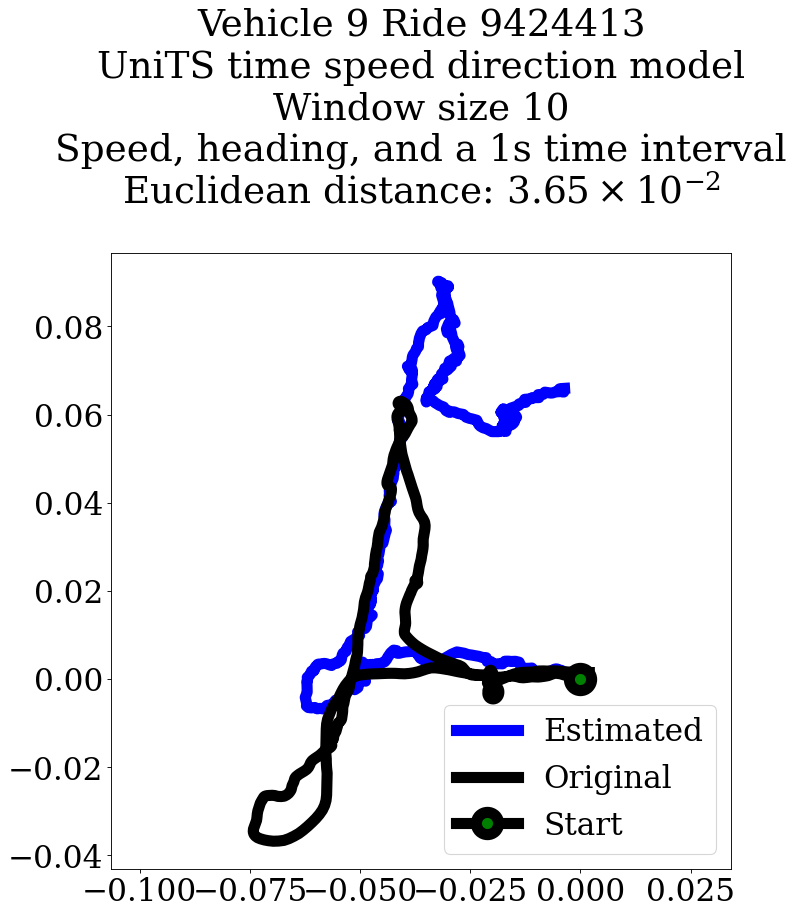 Vehicle 9 Ride 9424413
UniTS time speed direction model
Window size 10
Speed, heading, and a 1s time interval
Euclidean distance: 3.65 × 10⁻²
0.08
0.06
0.04
0.02
0.00
−0.02
−0.04
Estimated
Original
Start
−0.100 −0.075 −0.050 −0.025 0.000 0.025